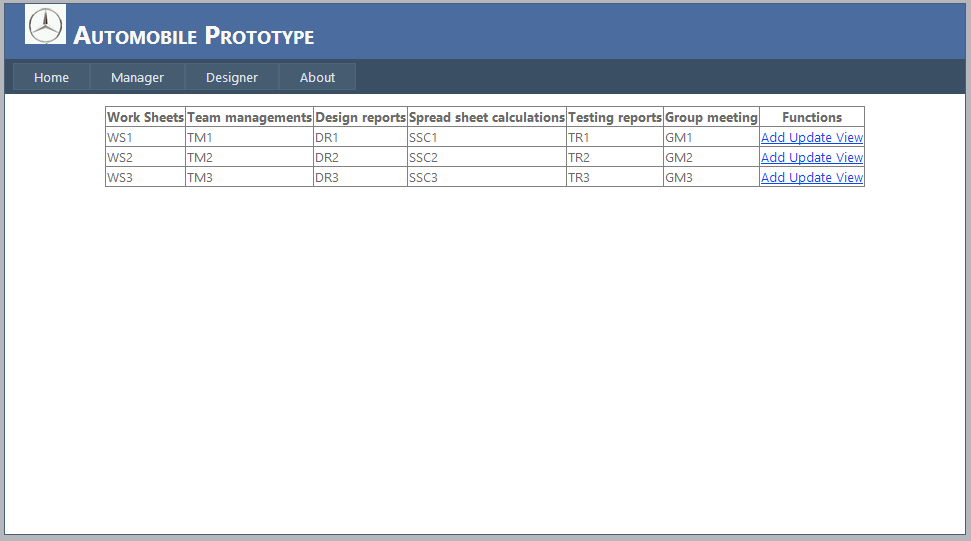 Automobile Prototype
Home Manager Designer About
Work Sheets Team managements Design reports Spread sheet calculations Testing reports Group meeting Functions
WS1 TM1 DR1 SSC1 TR1 GM1 Add Update View
WS2 TM2 DR2 SSC2 TR2 GM2 Add Update View
WS3 TM3 DR3 SSC3 TR3 GM3 Add Update View